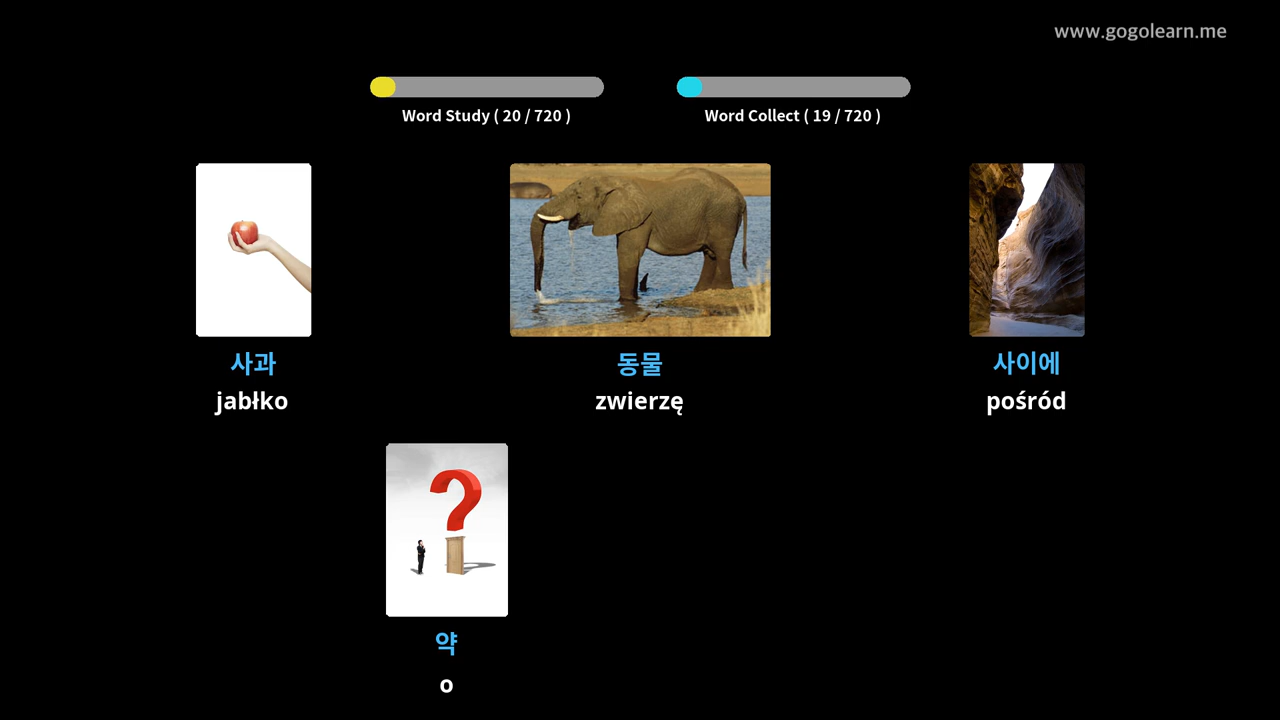 www.gogolearn.me
Word Study ( 20 / 720 )
Word Collect ( 19 / 720 )
사과
jabłko
동물
zwierzę
사이에
pośród
약
o